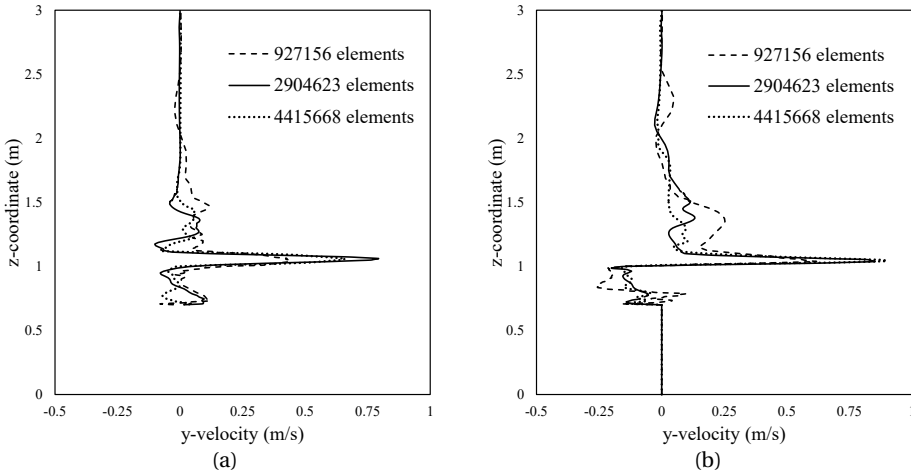 3
2.5
2
1.5
1
0.5
0
-0.5
-0.25
0
0.25
0.5
0.75
1
z-coordinate (m)
y-velocity (m/s)
927156 elements
2904623 elements
4415668 elements
(a)
3
2.5
2
1.5
1
0.5
0
-0.5
-0.25
0
0.25
0.5
0.75
1
z-coordinate (m)
y-velocity (m/s)
927156 elements
2904623 elements
4415668 elements
(b)